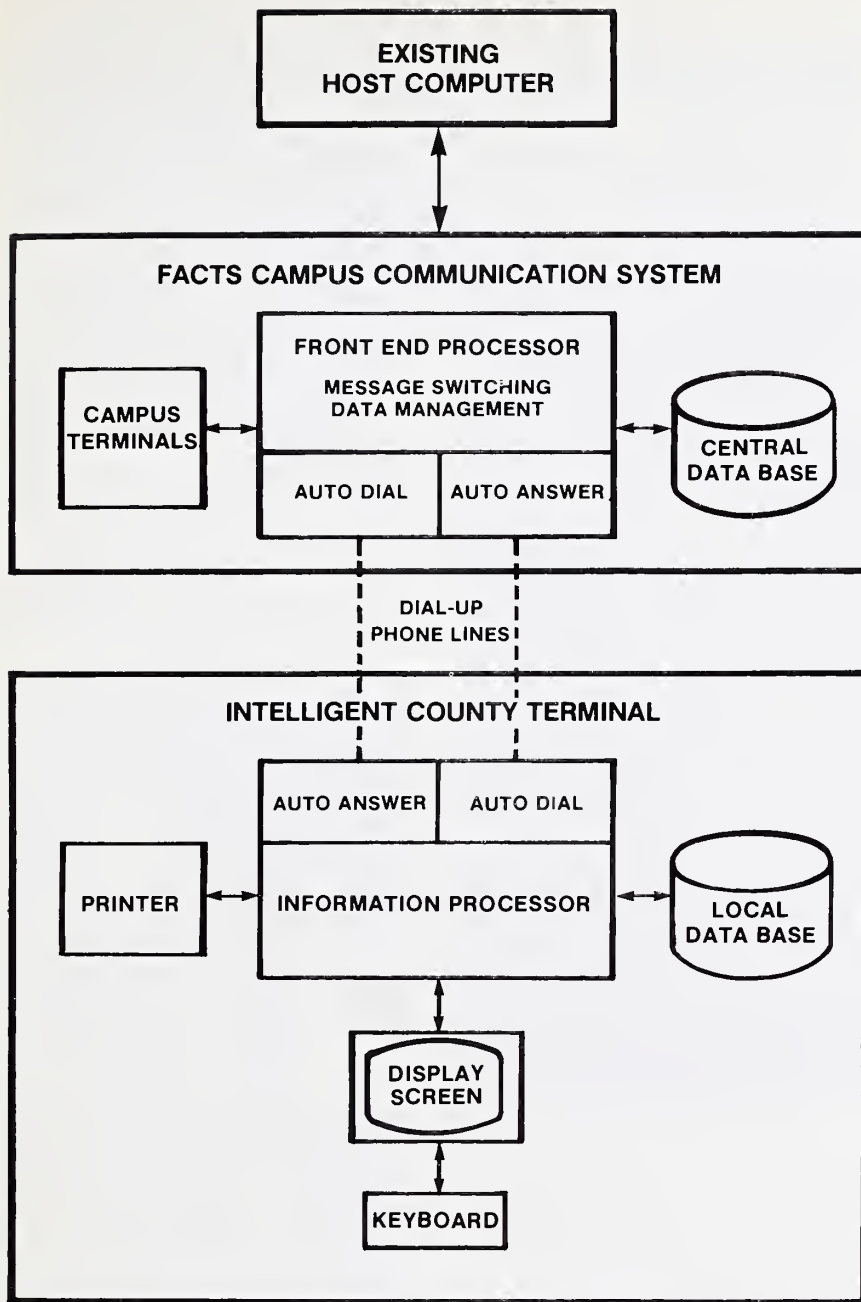 EXISTING
HOST COMPUTER
FACTS CAMPUS COMMUNICATION SYSTEM
FRONT END PROCESSOR
MESSAGE SWITCHING
DATA MANAGEMENT
CAMPUS
TERMINALS
CENTRAL
DATA BASE
AUTO DIAL
AUTO ANSWER
DIAL-UP
PHONE LINES
INTELLIGENT COUNTY TERMINAL
AUTO ANSWER
AUTO DIAL
PRINTER
INFORMATION PROCESSOR
LOCAL
DATA BASE
DISPLAY
SCREEN
KEYBOARD